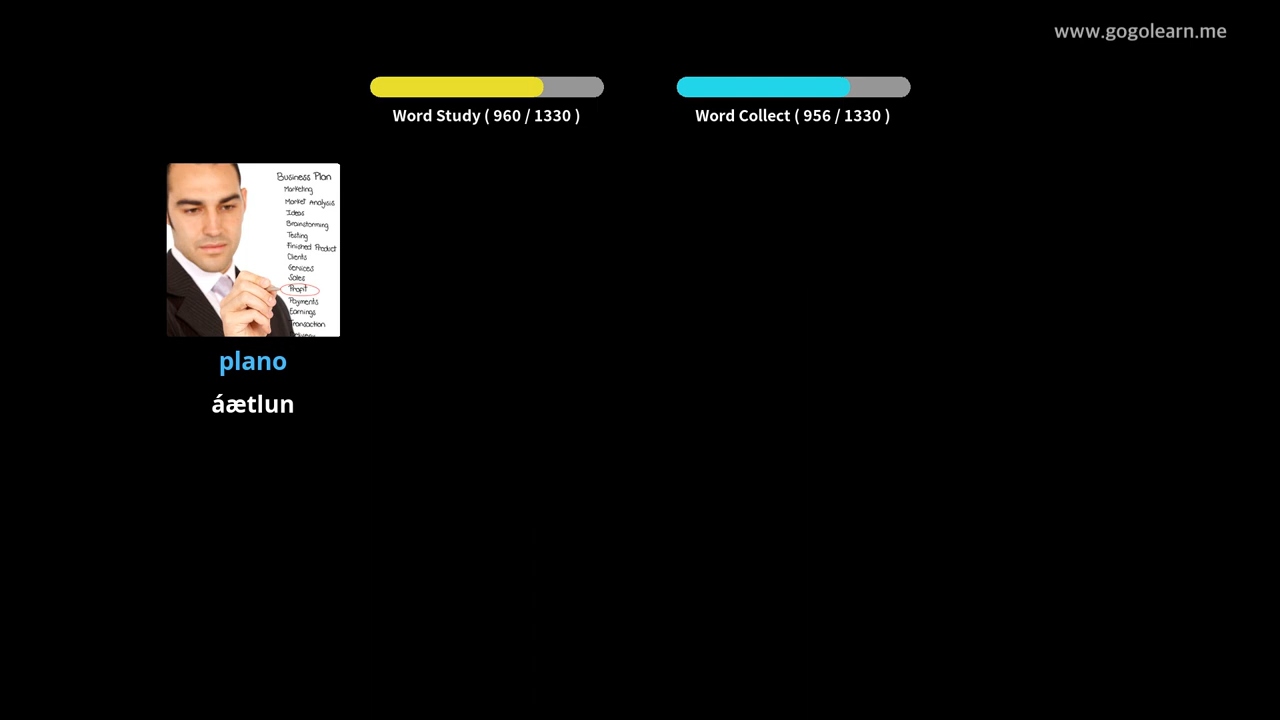 www.gogolearn.me
Word Study ( 960 / 1330 )
Word Collect ( 956 / 1330 )
Business Plan
Marketing
Market Analysis
Ideas
Brainstorming
Testing
Finished Product
Clients
Services
Sales
Profit
Payments
Earnings
Transaction
plano
áætlun